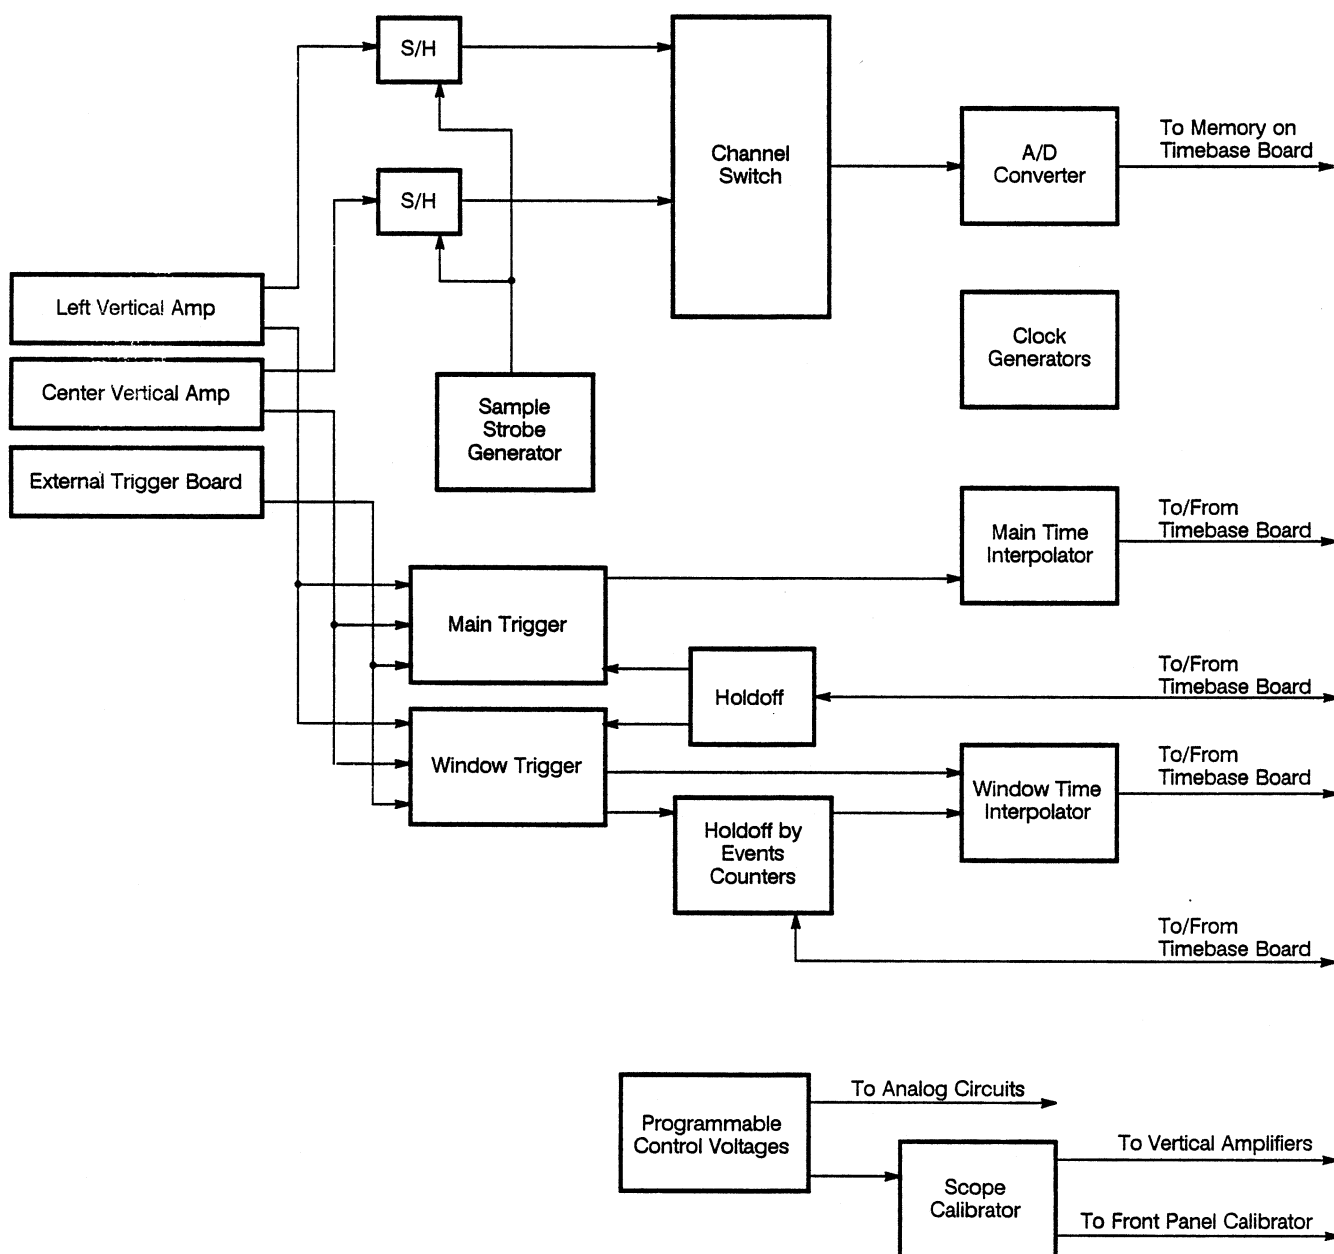 S/H
S/H
Channel
Switch
A/D
Converter
To Memory on
Timebase Board
Left Vertical Amp
Center Vertical Amp
External Trigger Board
Sample
Strobe
Generator
Clock
Generators
Main Time
Interpolator
To/From
Timebase Board
Main Trigger
Holdoff
To/From
Timebase Board
Window Trigger
Holdoff by
Events
Counters
Window Time
Interpolator
To/From
Timebase Board
To/From
Timebase Board
Programmable
Control Voltages
To Analog Circuits
Scope
Calibrator
To Vertical Amplifiers
To Front Panel Calibrator